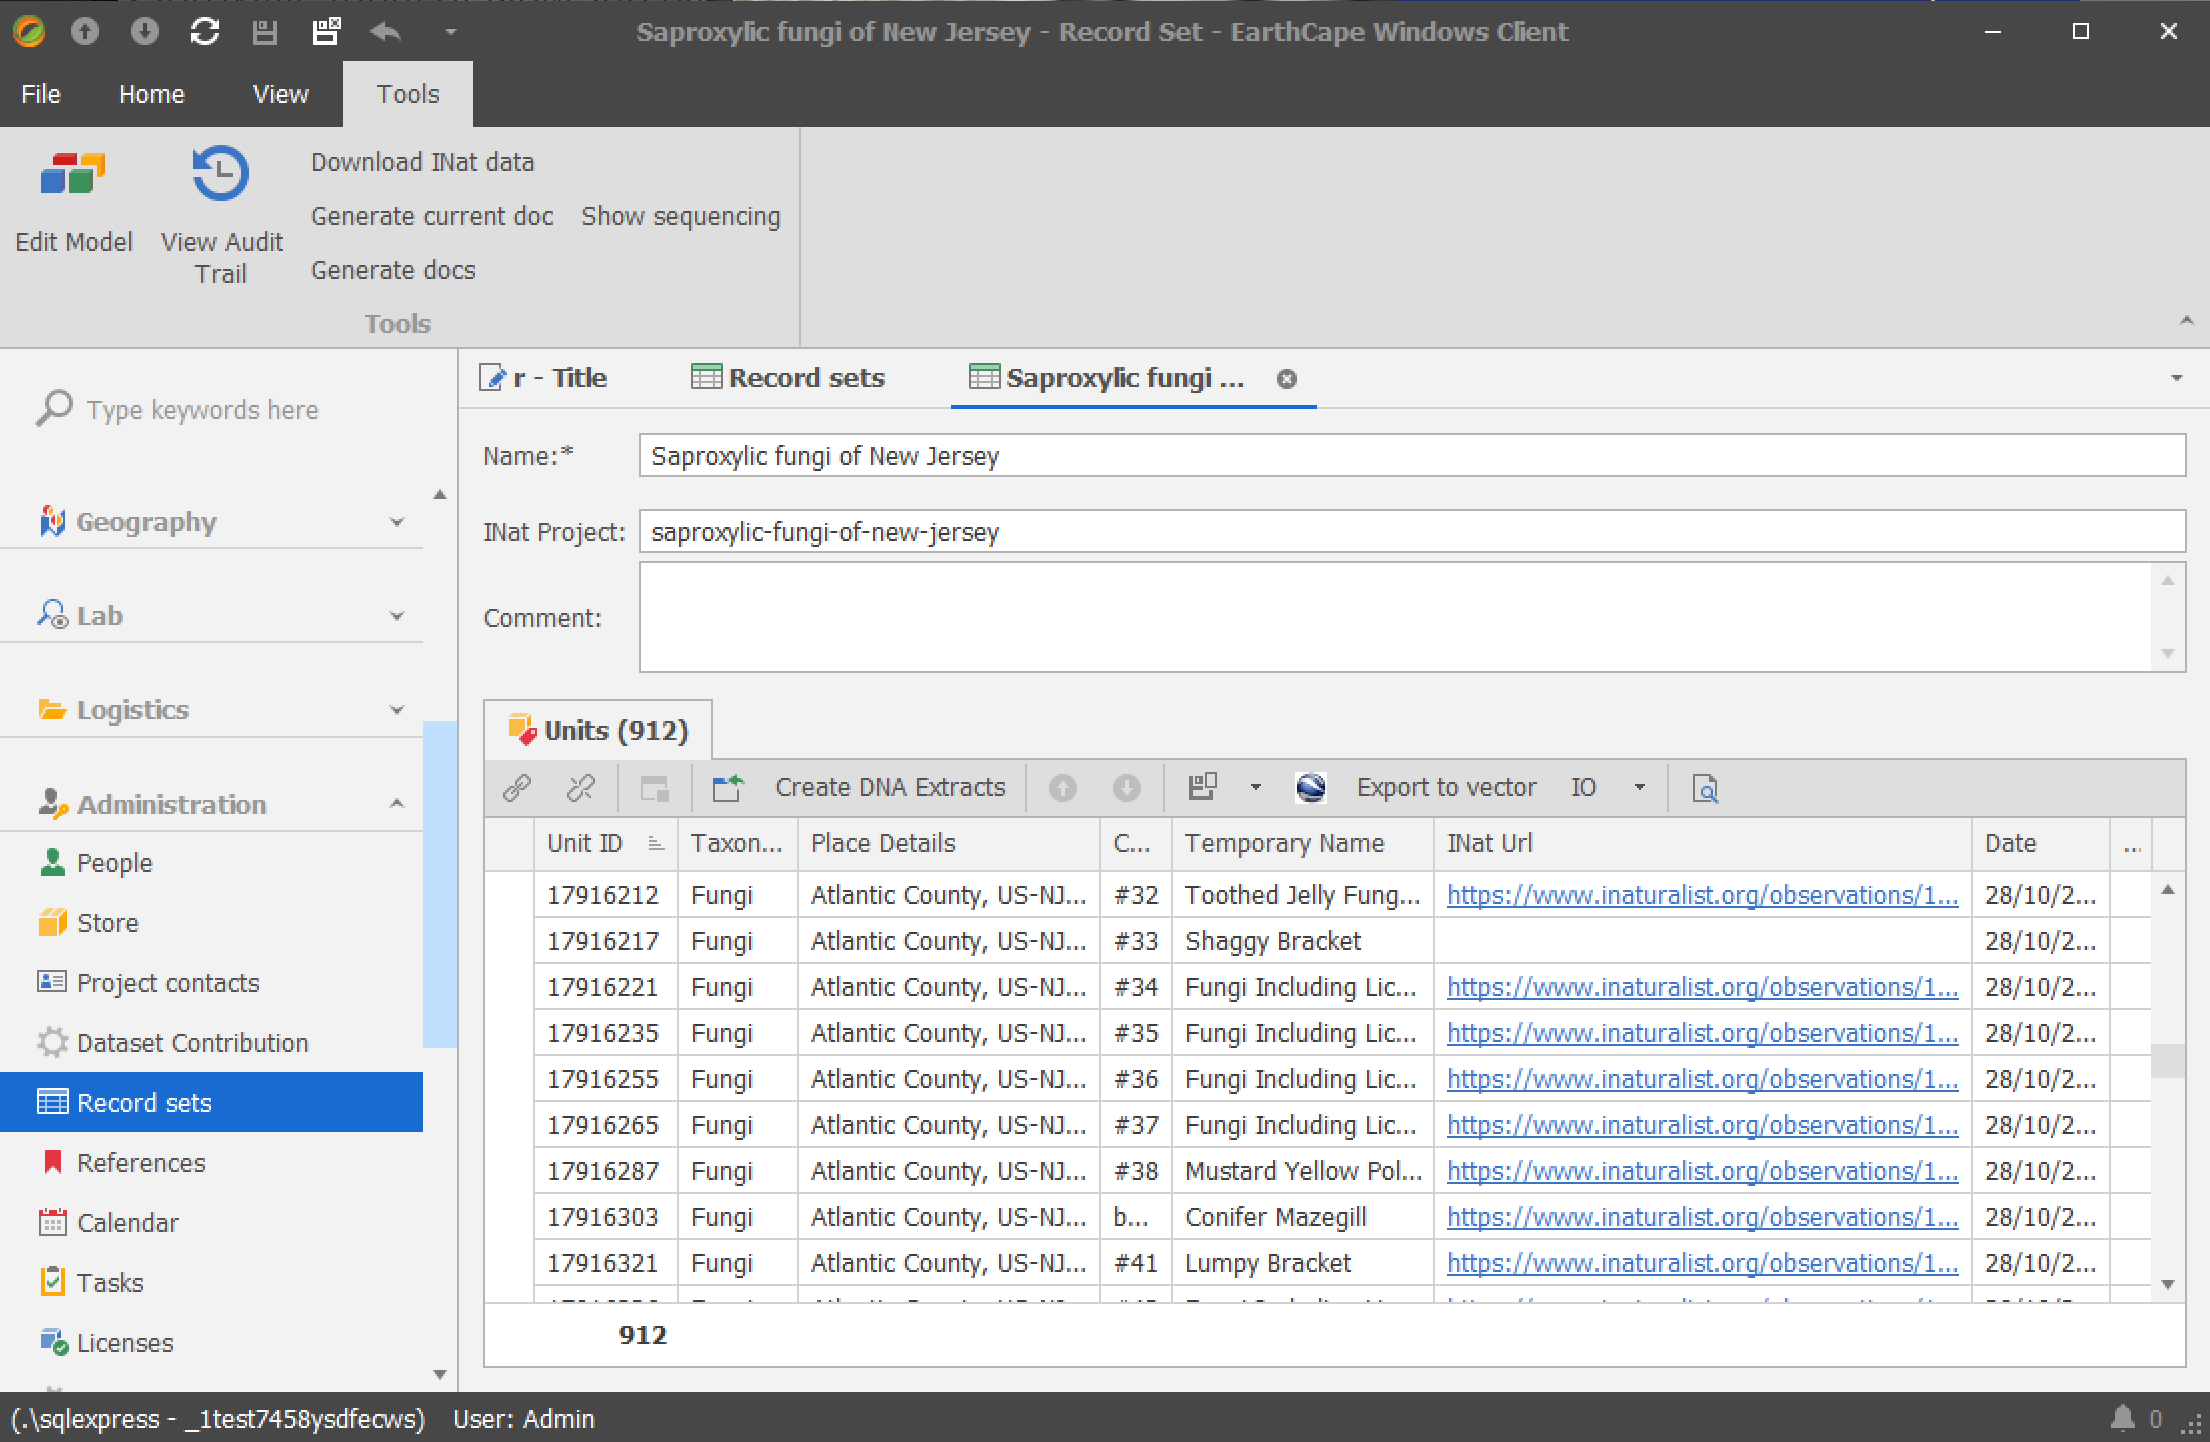 Saproxylic fungi of New Jersey - Record Set - EarthCape Windows Client
File Home View Tools
Edit Model
View Audit Trail
Download INat data
Generate current doc Show sequencing
Generate docs
Tools
Type keywords here
Geography
Lab
Logistics
Administration
People
Store
Project contacts
Dataset Contribution
Record sets
References
Calendar
Tasks
Licenses
r - Title Record sets Saproxylic fungi ...
Name:* Saproxylic fungi of New Jersey
INat Project: saproxylic-fungi-of-new-jersey
Comment:
Units (912)
Create DNA Extracts Export to vector IO
Unit ID Taxon... Place Details C... Temporary Name INat Url Date ...
17916212 Fungi Atlantic County, US-NJ... #32 Toothed Jelly Fung... https://www.inaturalist.org/observations/1... 28/10/2...
17916217 Fungi Atlantic County, US-NJ... #33 Shaggy Bracket 28/10/2...
17916221 Fungi Atlantic County, US-NJ... #34 Fungi Including Lic... https://www.inaturalist.org/observations/1... 28/10/2...
17916235 Fungi Atlantic County, US-NJ... #35 Fungi Including Lic... https://www.inaturalist.org/observations/1... 28/10/2...
17916255 Fungi Atlantic County, US-NJ... #36 Fungi Including Lic... https://www.inaturalist.org/observations/1... 28/10/2...
17916265 Fungi Atlantic County, US-NJ... #37 Fungi Including Lic... https://www.inaturalist.org/observations/1... 28/10/2...
17916287 Fungi Atlantic County, US-NJ... #38 Mustard Yellow Pol... https://www.inaturalist.org/observations/1... 28/10/2...
17916303 Fungi Atlantic County, US-NJ... b... Conifer Mazegill https://www.inaturalist.org/observations/1... 28/10/2...
17916321 Fungi Atlantic County, US-NJ... #41 Lumpy Bracket https://www.inaturalist.org/observations/1... 28/10/2...
912
(.\sqlexpress - _1test7458ysdfecws) User: Admin 0